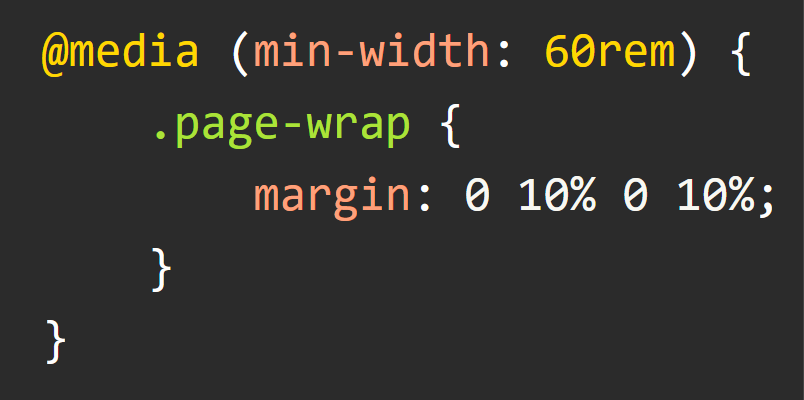 @media (min-width: 60rem) {
    .page-wrap {
        margin: 0 10% 0 10%;
    }
}